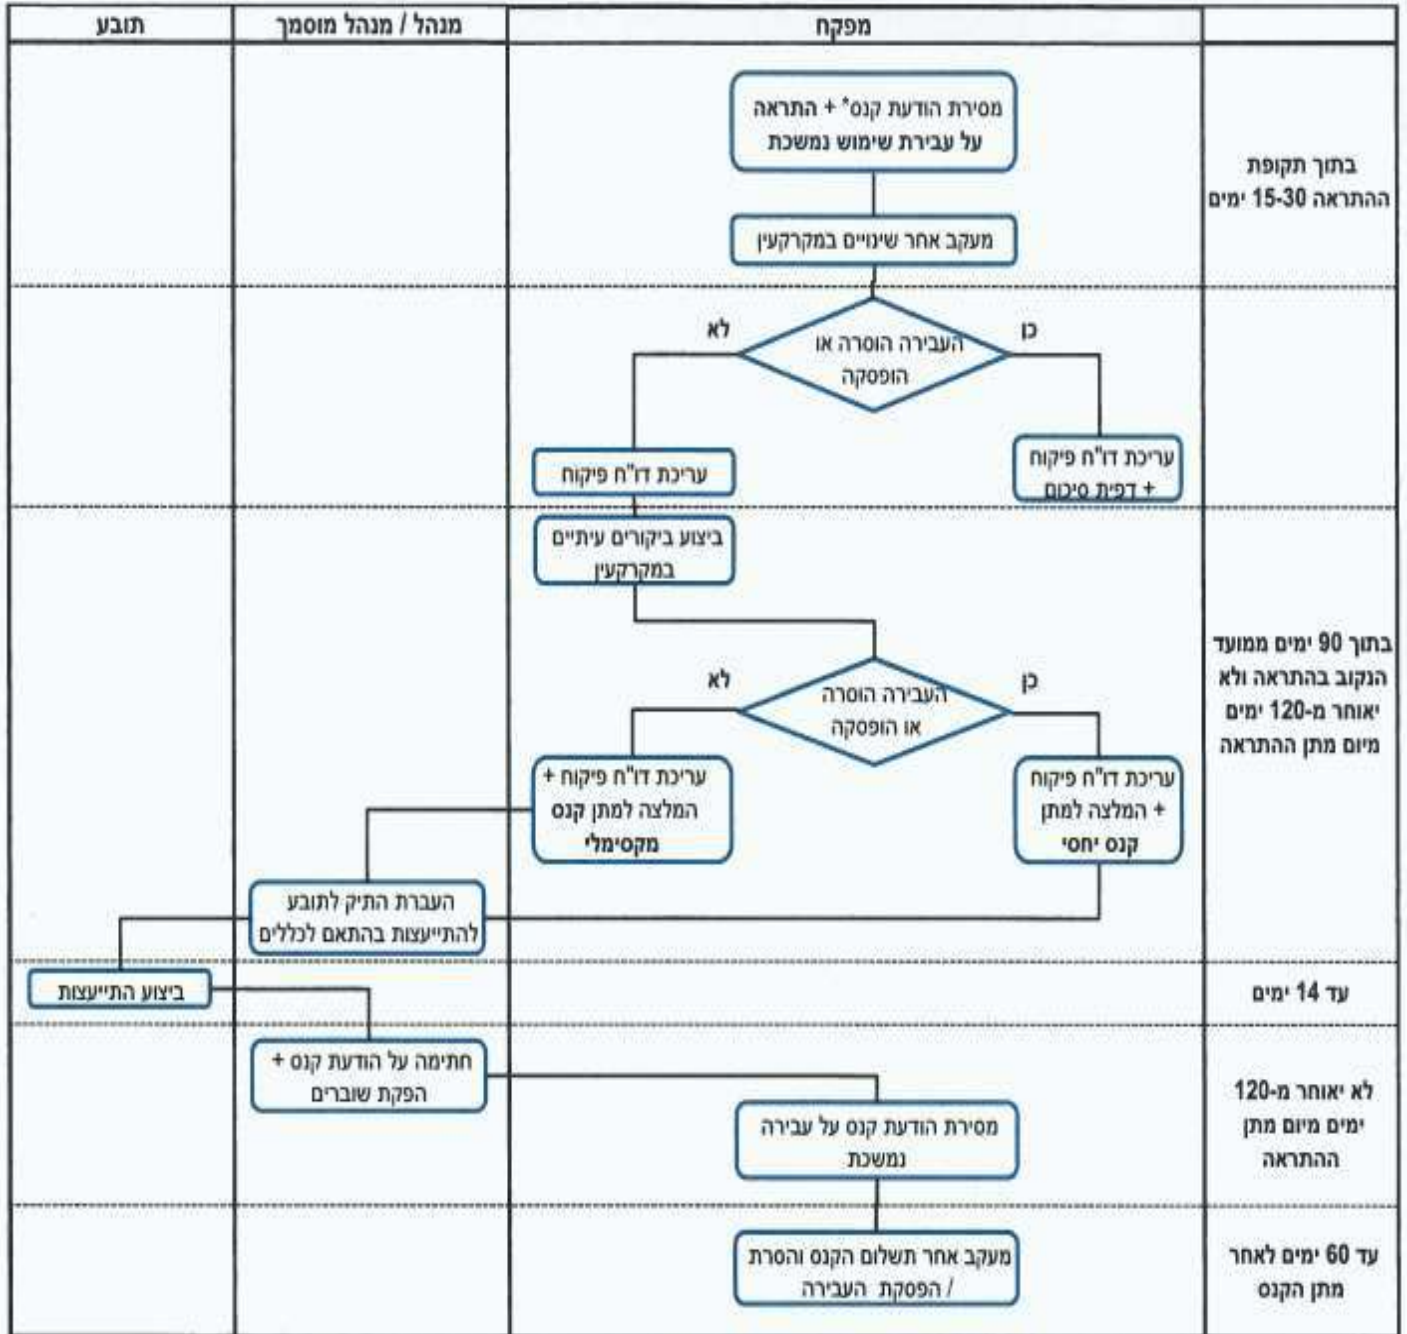 מפקח
מנהל / מנהל מוסמך
תובע
בתוך תקופת
ההתראה 15-30 ימים
מסירת הודעת קנס* + התראה
על עבירת שימוש נמשכת
מעקב אחר שינויים במקרקעין
העבירה הוסרה או
הופסקה
כן
לא
עריכת דו"ח פיקוח
+ דפית סיכום
עריכת דו"ח פיקוח
בתוך 90 ימים ממועד
הנקוב בהתראה ולא
יאוחר מ-120 ימים
מיום מתן ההתראה
ביצוע ביקורים עיתיים
במקרקעין
העבירה הוסרה
או הופסקה
כן
לא
עריכת דו"ח פיקוח
+ המלצה למתן
קנס יחסי
עריכת דו"ח פיקוח +
המלצה למתן קנס
מקסימלי
העברת התיק לתובע
להתייעצות בהתאם לכללים
עד 14 ימים
ביצוע התייעצות
לא יאוחר מ-120
ימים מיום מתן
ההתראה
חתימה על הודעת קנס +
הפקת שוברים
מסירת הודעת קנס על עבירה
נמשכת
עד 60 ימים לאחר
מתן הקנס
מעקב אחר תשלום הקנס והסרת
/ הפסקת העבירה